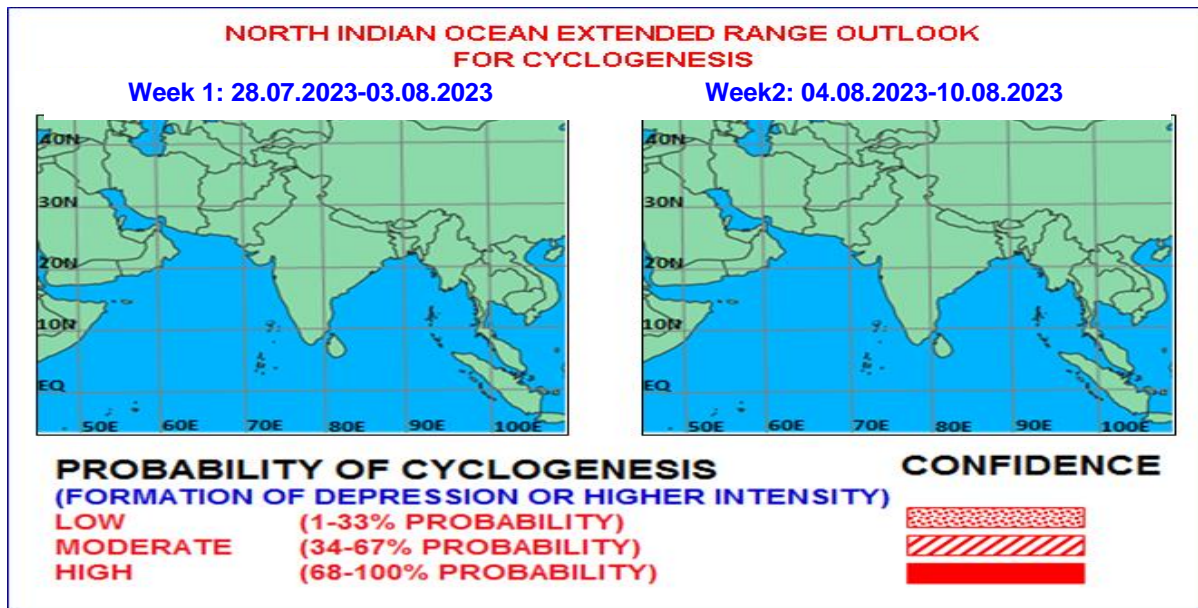 NORTH INDIAN OCEAN EXTENDED RANGE OUTLOOK
FOR CYCLOGENESIS
Week 1: 28.07.2023-03.08.2023
Week2: 04.08.2023-10.08.2023
40N
30N
20N
10N
EQ
50E 60E 70E 80E 90E 100E
40N
30N
20N
10N
EQ
50E 60E 70E 80E 90E 100E
PROBABILITY OF CYCLOGENESIS CONFIDENCE
(FORMATION OF DEPRESSION OR HIGHER INTENSITY)
LOW (1-33% PROBABILITY)
MODERATE (34-67% PROBABILITY)
HIGH (68-100% PROBABILITY)